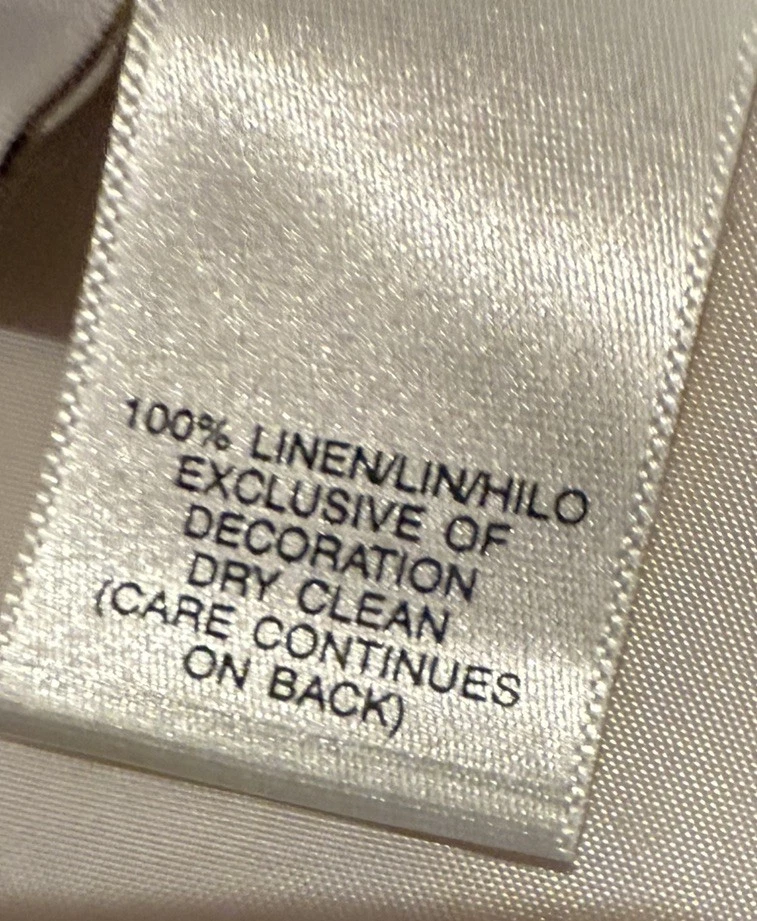 100% LINEN/LIN/HILO
EXCLUSIVE OF
DECORATION
DRY CLEAN
(CARE CONTINUES
ON BACK)